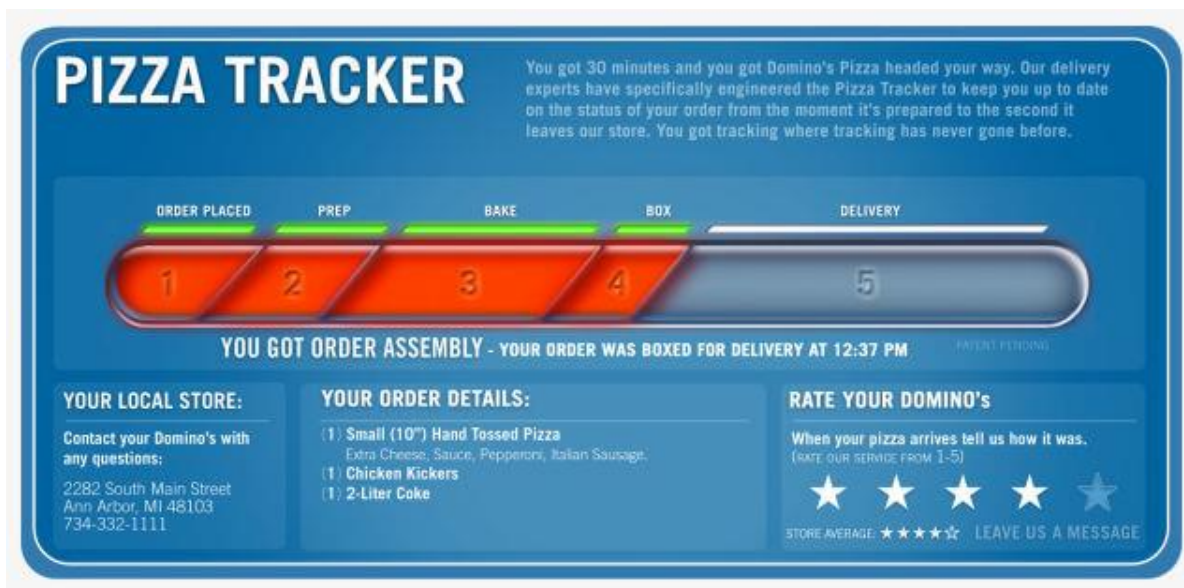 PIZZA TRACKER
You got 30 minutes and you got Domino's Pizza headed your way. Our delivery
experts have specifically engineered the Pizza Tracker to keep you up to date
on the status of your order from the moment it's prepared to the second it
leaves our store. You got tracking where tracking has never gone before.
ORDER PLACED PREP BAKE BOX DELIVERY
1 2 3 4 5
YOU GOT ORDER ASSEMBLY - YOUR ORDER WAS BOXED FOR DELIVERY AT 12:37 PM
PATENT PENDING
YOUR LOCAL STORE:
Contact your Domino's with
any questions:
2282 South Main Street
Ann Arbor, MI 48103
734-332-1111
YOUR ORDER DETAILS:
(1) Small (10") Hand Tossed Pizza
Extra Cheese, Sauce, Pepperoni, Italian Sausage.
(1) Chicken Kickers
(1) 2-Liter Coke
RATE YOUR DOMINO's
When your pizza arrives tell us how it was.
(RATE OUR SERVICE FROM 1-5)
STORE AVERAGE: LEAVE US A MESSAGE